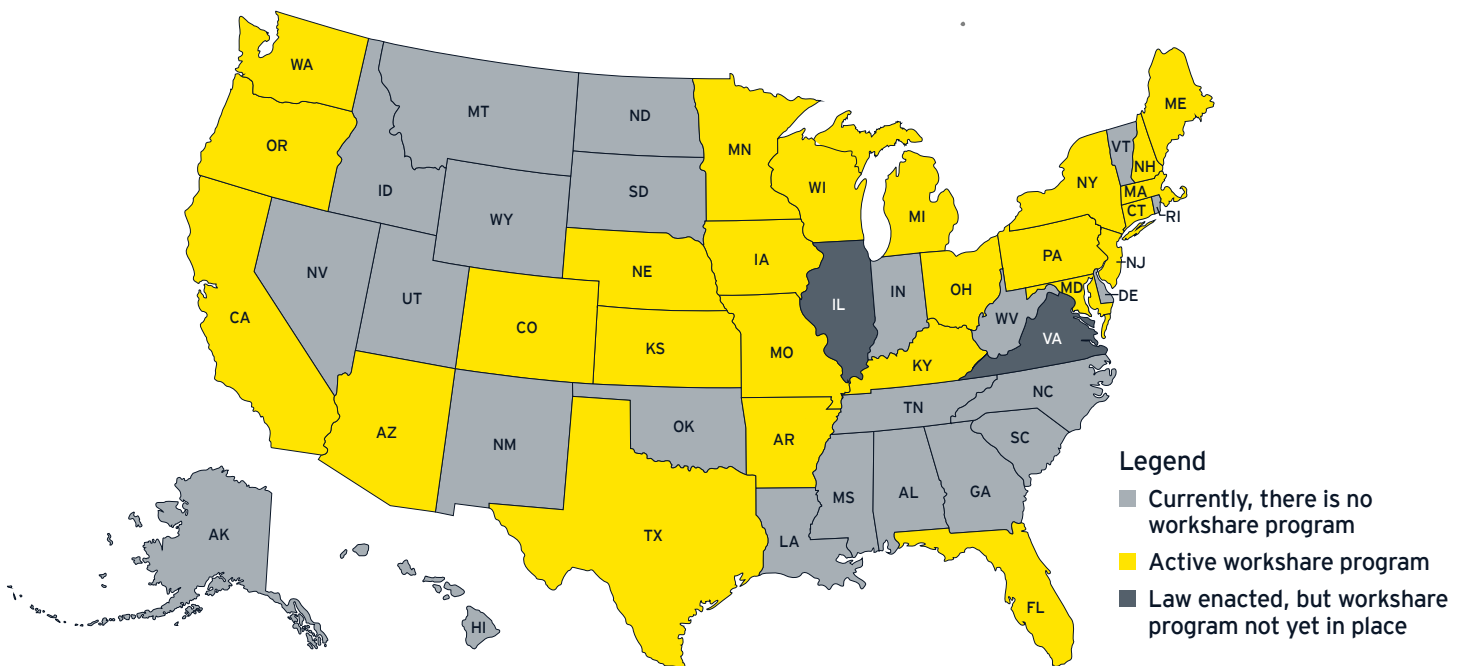 WA
MT
ND
ME
OR
MN
VT
NH
ID
SD
WI
NY
MA
WY
MI
CT
RI
IA
PA
NJ
NE
NV
UT
IL
IN
OH
MD
DE
CA
CO
WV
VA
KS
MO
KY
NC
TN
AZ
NM
OK
AR
SC
MS
AL
GA
AK
TX
LA
FL
HI
Legend
Currently, there is no
workshare program
Active workshare program
Law enacted, but workshare
program not yet in place